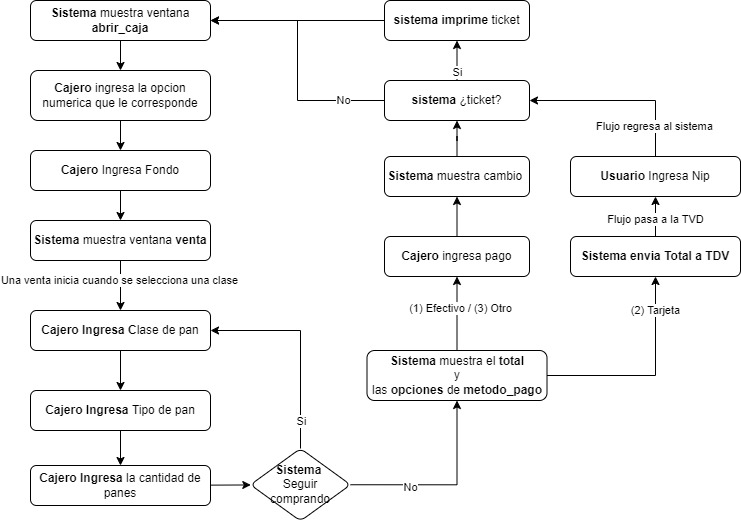 Sistema muestra ventana
abrir_caja
Cajero ingresa la opcion
numerica que le corresponde
Cajero Ingresa Fondo
Sistema muestra ventana venta
Una venta inicia cuando se selecciona una clase
Cajero Ingresa Clase de pan
Cajero Ingresa Tipo de pan
Cajero Ingresa la cantidad de
panes
Sistema
Seguir
comprando
Si
No
Sistema muestra el total
y
las opciones de metodo_pago
(1) Efectivo / (3) Otro
Cajero ingresa pago
Sistema muestra cambio
sistema ¿ticket?
No
Si
sistema imprime ticket
(2) Tarjeta
Sistema envia Total a TDV
Flujo pasa a la TVD
Usuario Ingresa Nip
Flujo regresa al sistema